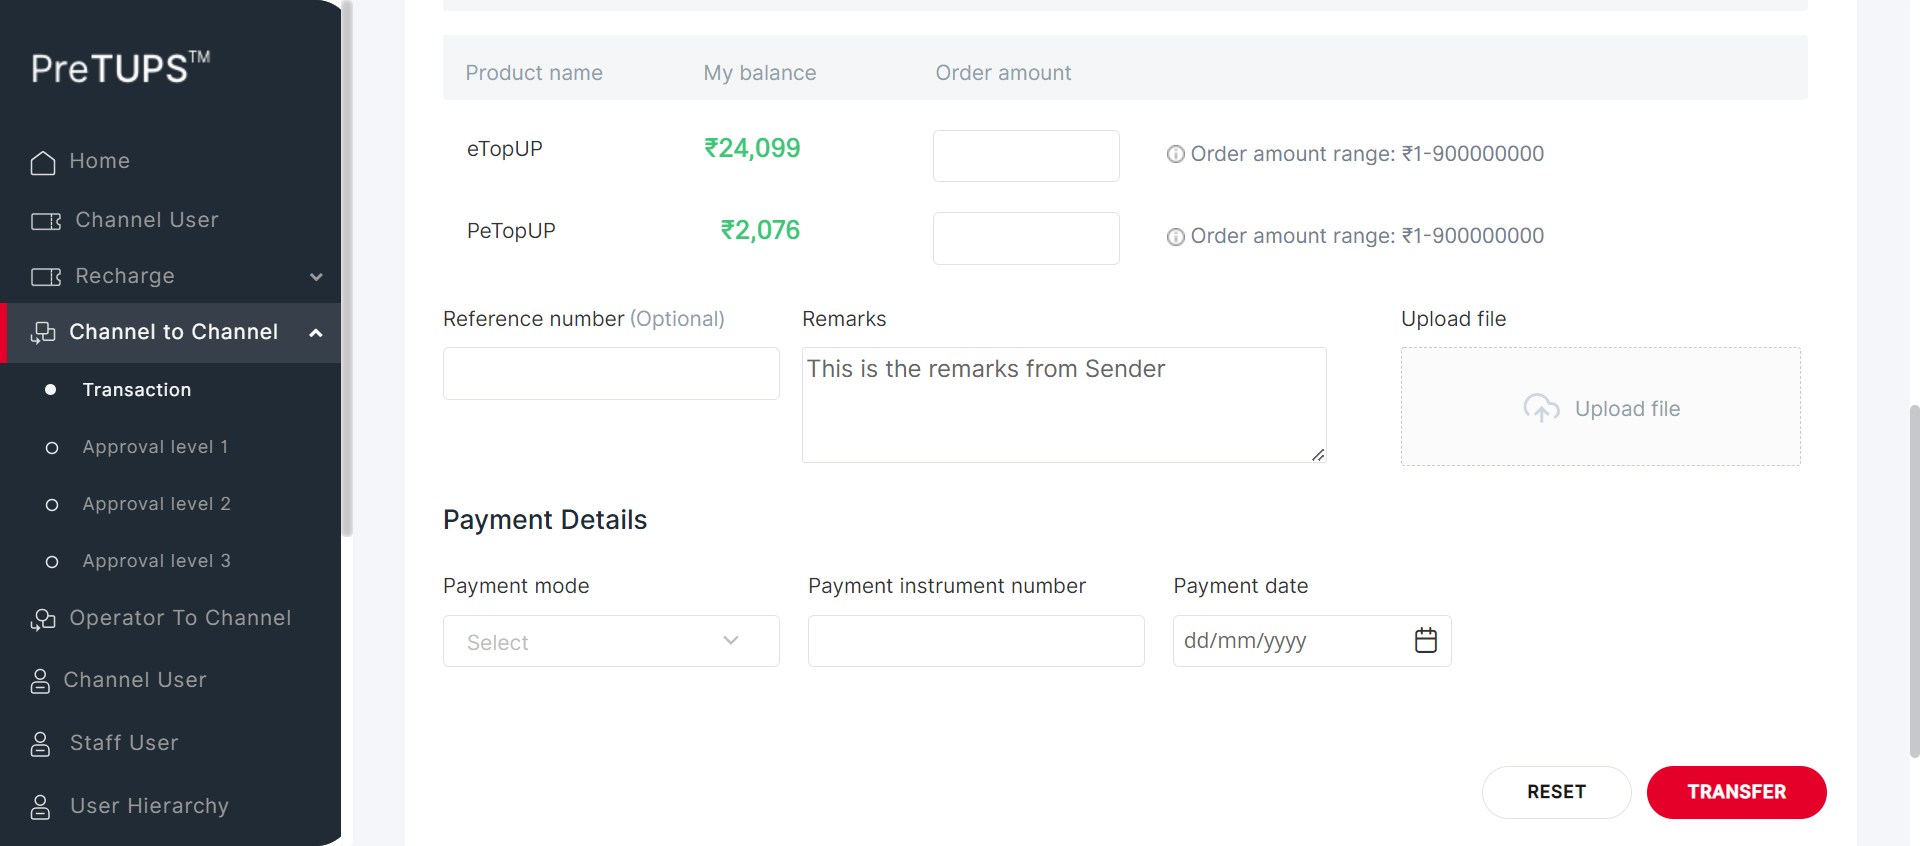 PreTUPS™
Home
Channel User
Recharge
Channel to Channel
Transaction
Approval level 1
Approval level 2
Approval level 3
Operator To Channel
Channel User
Staff User
User Hierarchy
Product name My balance Order amount
eTopUP ₹24,099 Order amount range: ₹1-900000000
PeTopUP ₹2,076 Order amount range: ₹1-900000000
Reference number (Optional) Remarks Upload file
This is the remarks from Sender
Upload file
Payment Details
Payment mode Payment instrument number Payment date
Select dd/mm/yyyy
RESET TRANSFER